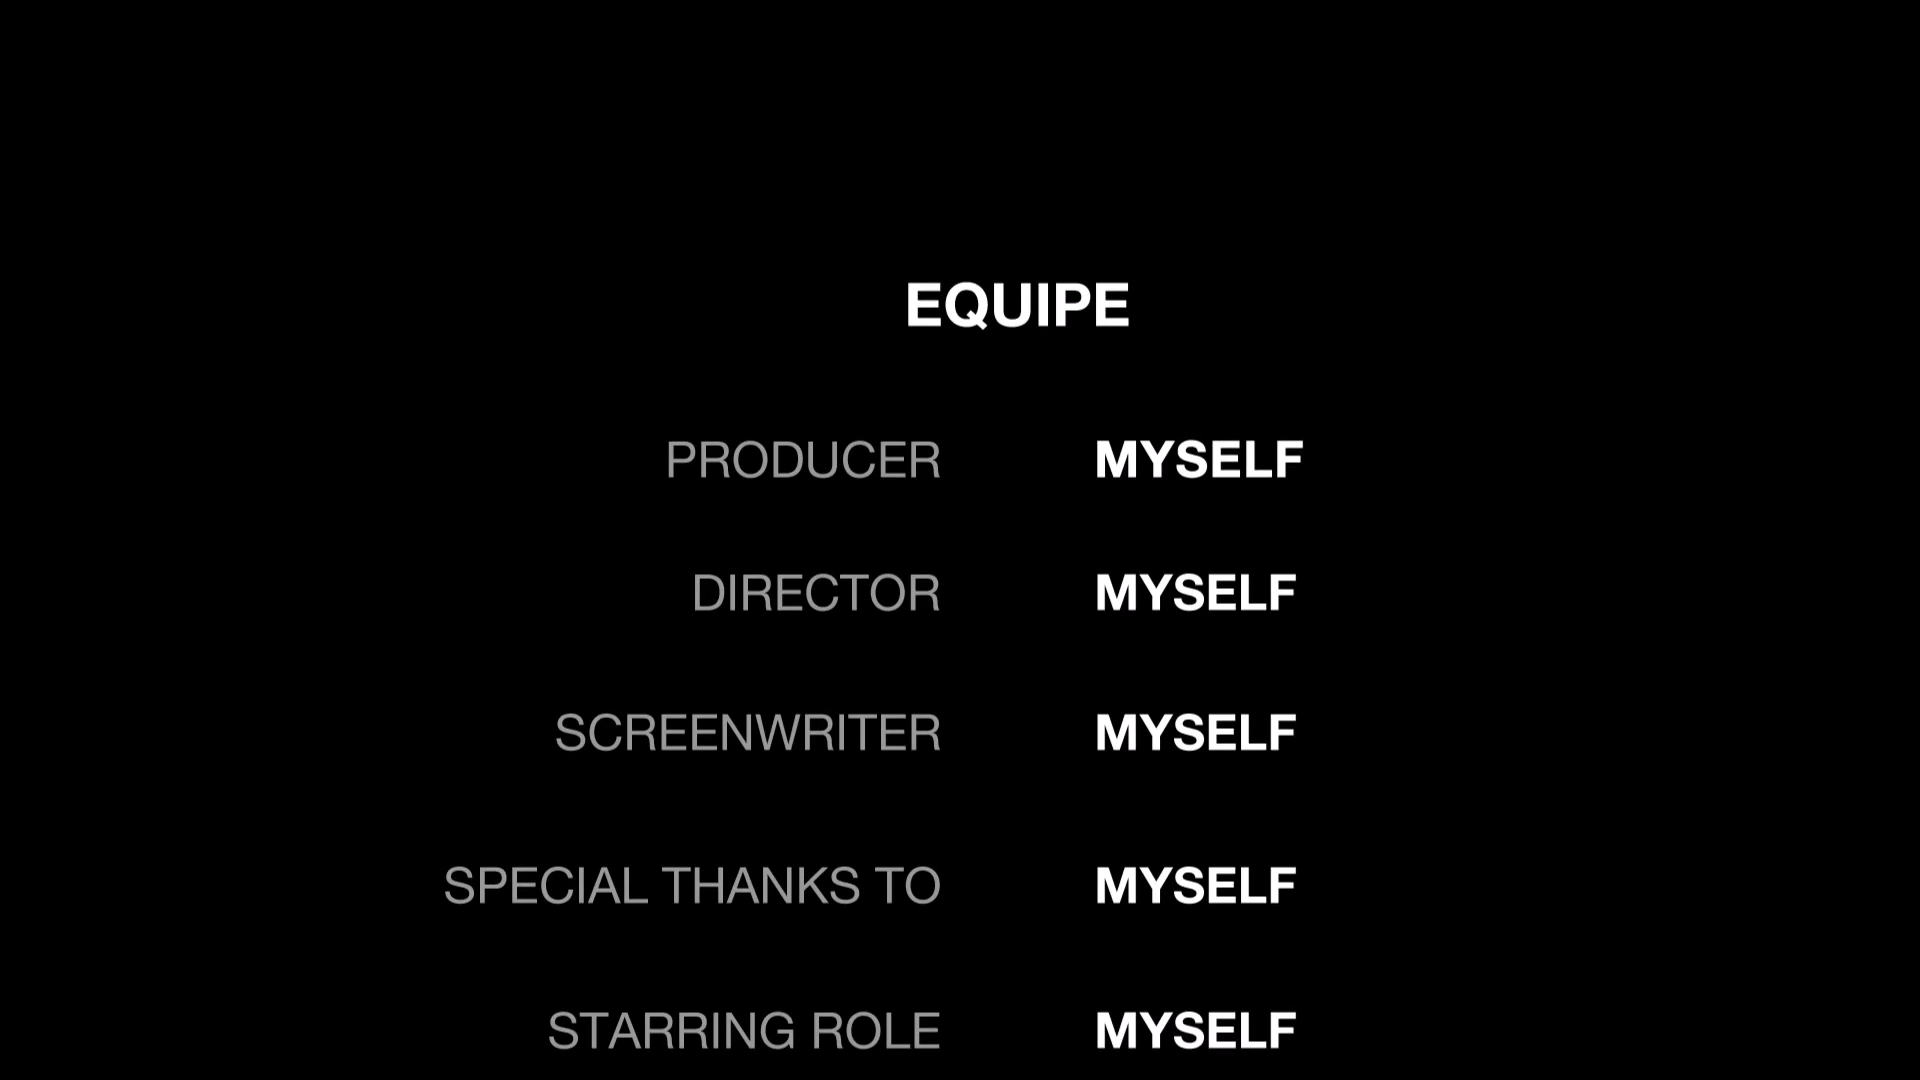 EQUIPE
PRODUCER MYSELF
DIRECTOR MYSELF
SCREENWRITER MYSELF
SPECIAL THANKS TO MYSELF
STARRING ROLE MYSELF